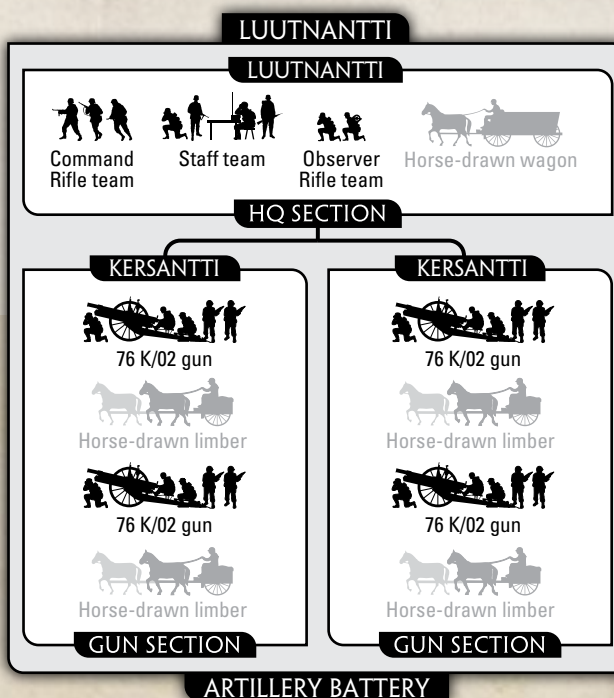 LUUTNANTTI
LUUTNANTTI
Command
Rifle team
Staff team
Observer
Rifle team
Horse-drawn wagon
HQ SECTION
KERSANTTI
76 K/02 gun
Horse-drawn limber
76 K/02 gun
Horse-drawn limber
GUN SECTION
KERSANTTI
76 K/02 gun
Horse-drawn limber
76 K/02 gun
Horse-drawn limber
GUN SECTION
ARTILLERY BATTERY